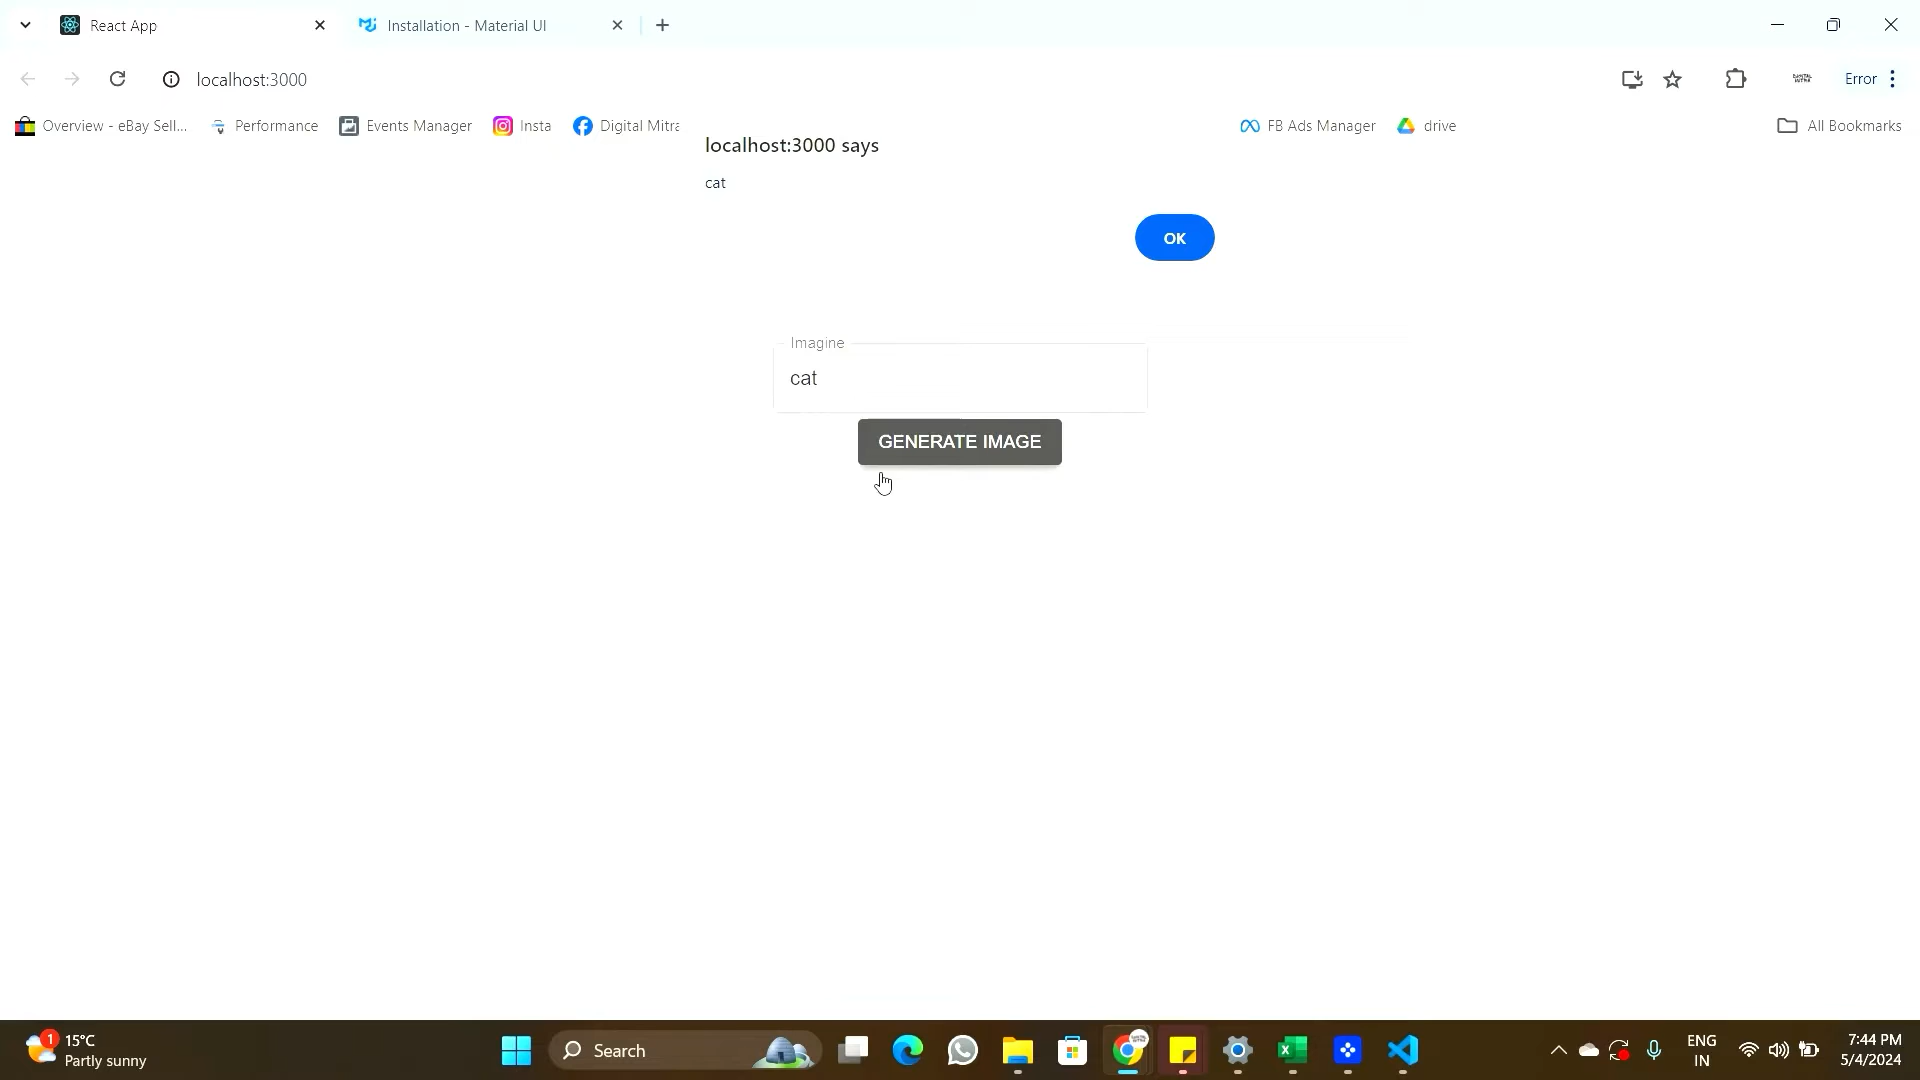 React App
Installation - Material UI
localhost:3000
Error
Overview - eBay Sell...
Performance
Events Manager
Insta
Digital Mitra
FB Ads Manager
drive
All Bookmarks
localhost:3000 says
cat
OK
Imagine
cat
GENERATE IMAGE
1
15°C
Partly sunny
Search
ENG
IN
7:44 PM
5/4/2024